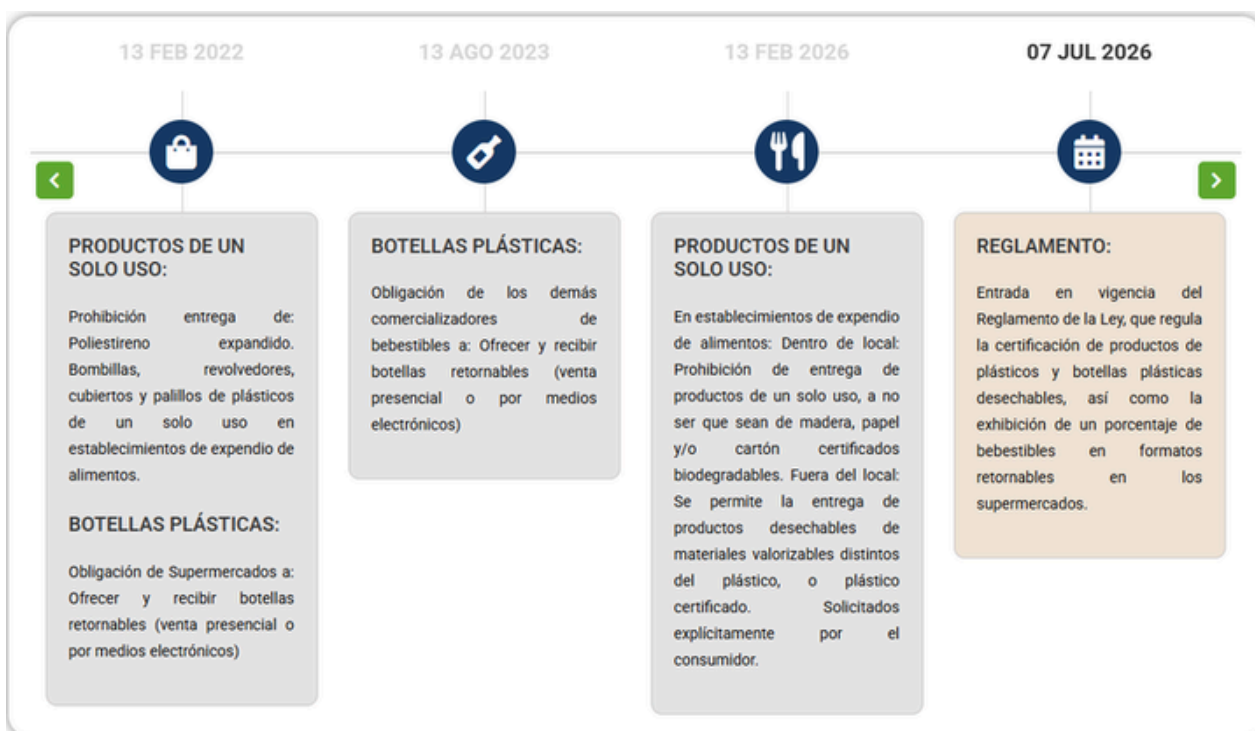 13 FEB 2022
PRODUCTOS DE UN
SOLO USO:
Prohibición entrega de:
Poliestireno expandido.
Bombillas, revolvedores,
cubiertos y palillos de plásticos
de un solo uso en
establecimientos de expendio de
alimentos.
BOTELLAS PLÁSTICAS:
Obligación de Supermercados a:
Ofrecer y recibir botellas
retornables (venta presencial o
por medios electrónicos)
13 AGO 2023
BOTELLAS PLÁSTICAS:
Obligación de los demás
comercializadores de
bebestibles a: Ofrecer y recibir
botellas retornables (venta
presencial o por medios
electrónicos)
13 FEB 2026
PRODUCTOS DE UN
SOLO USO:
En establecimientos de expendio
de alimentos: Dentro de local:
Prohibición de entrega de
productos de un solo uso, a no
ser que sean de madera, papel
y/o cartón certificados
biodegradables. Fuera del local:
Se permite la entrega de
productos desechables de
materiales valorizables distintos
del plástico, o plástico
certificado. Solicitados
explícitamente por el
consumidor.
07 JUL 2026
REGLAMENTO:
Entrada en vigencia del
Reglamento de la Ley, que regula
la certificación de productos de
plásticos y botellas plásticas
desechables, así como la
exhibición de un porcentaje de
bebestibles en formatos
retornables en los
supermercados.